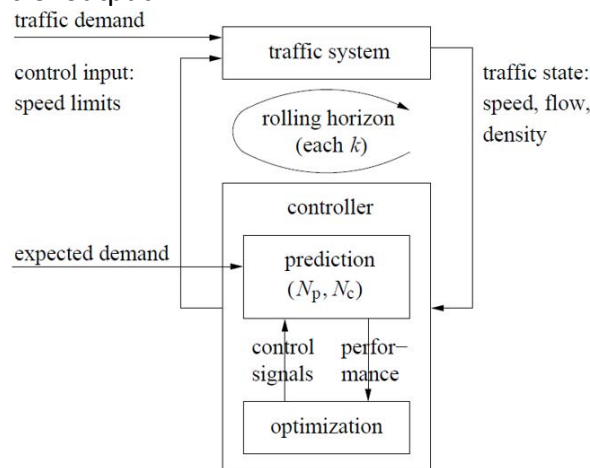 traffic demand
traffic system
control input:
speed limits
traffic state:
speed, flow,
density
rolling horizon
(each k)
controller
expected demand
prediction
(Np, Nc)
control
signals
perfor-
mance
optimization